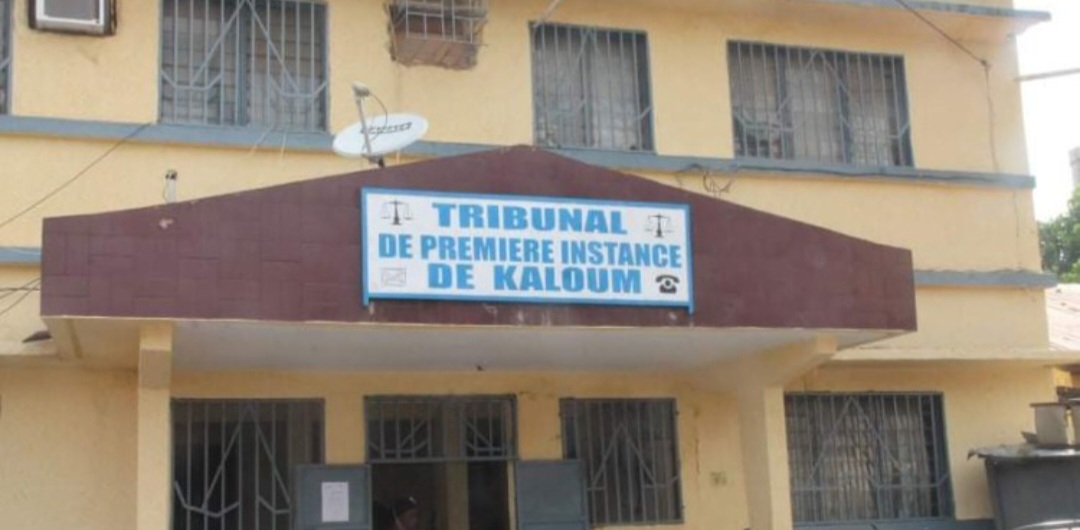 TRIBUNAL
DE PREMIERE INSTANCE
DE KALOUM